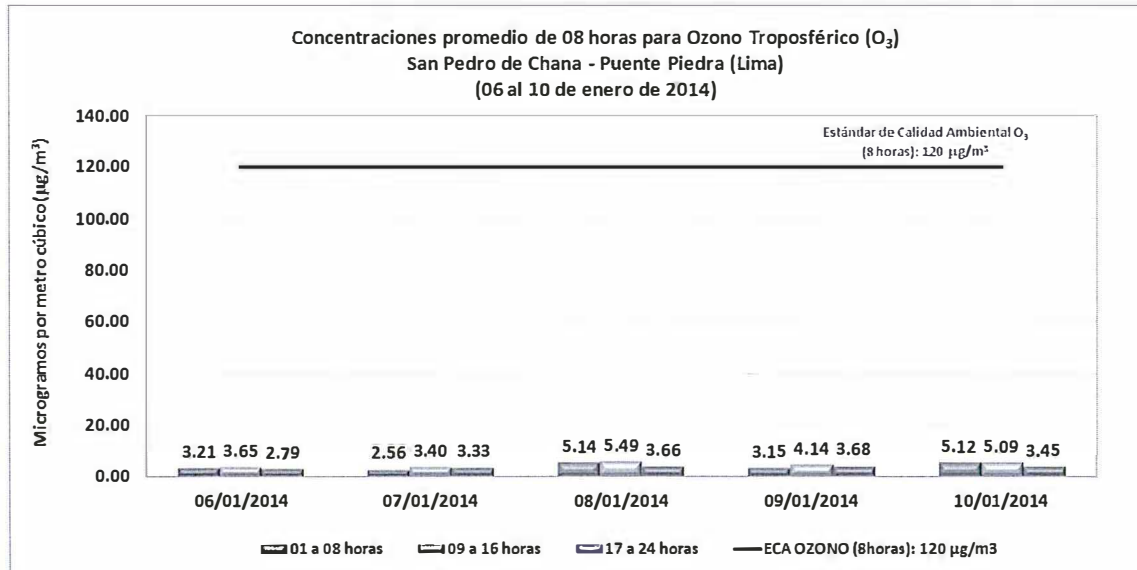 Concentraciones promedio de 08 horas para Ozono Troposférico (O₃)
San Pedro de Chana - Puente Piedra (Lima)
(06 al 10 de enero de 2014)
Microgramos por metro cúbico (µg/m³)
140.00
120.00
100.00
80.00
60.00
40.00
20.00
0.00
Estándar de Calidad Ambiental O₃
(8 horas): 120 µg/m³
3.21 3.65 2.79
2.56 3.40 3.33
5.14 5.49 3.66
3.15 4.14 3.68
5.12 5.09 3.45
06/01/2014 07/01/2014 08/01/2014 09/01/2014 10/01/2014
01 a 08 horas 09 a 16 horas 17 a 24 horas ECA OZONO (8horas): 120 µg/m3